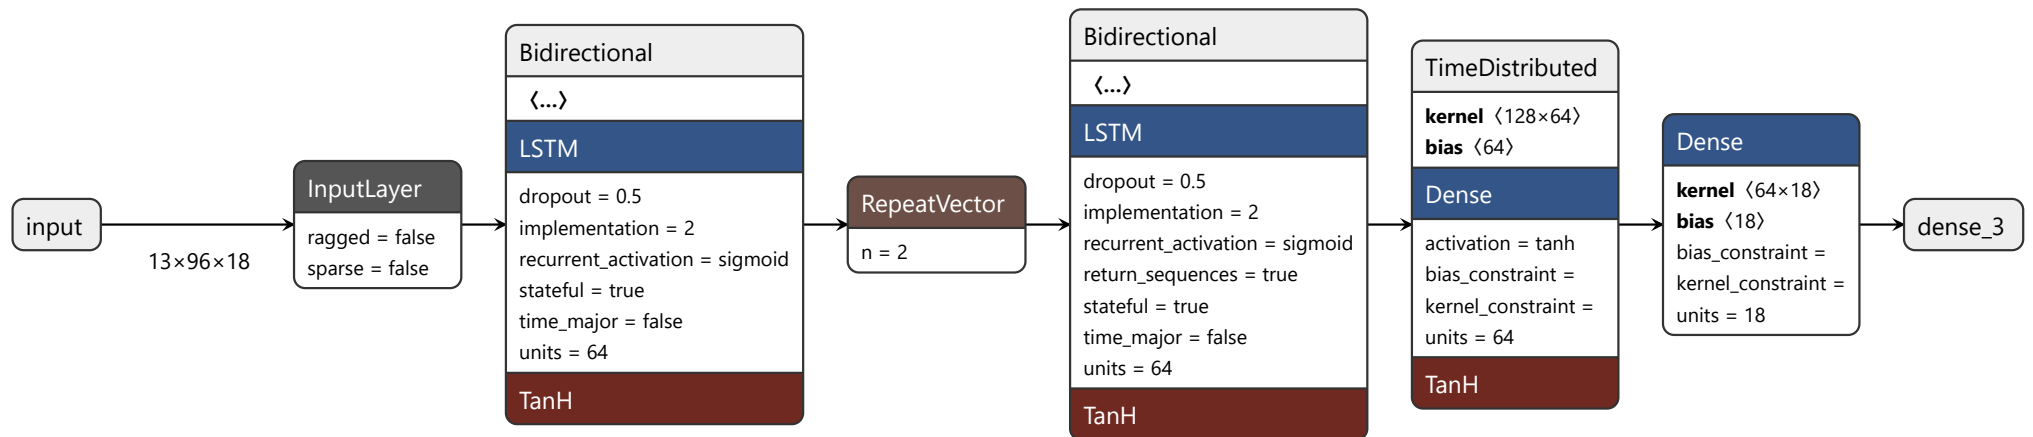 input
13×96×18
InputLayer
ragged = false
sparse = false
Bidirectional
〈...〉
LSTM
dropout = 0.5
implementation = 2
recurrent_activation = sigmoid
stateful = true
time_major = false
units = 64
TanH
RepeatVector
n = 2
Bidirectional
〈...〉
LSTM
dropout = 0.5
implementation = 2
recurrent_activation = sigmoid
return_sequences = true
stateful = true
time_major = false
units = 64
TanH
TimeDistributed
kernel 〈128×64〉
bias 〈64〉
Dense
activation = tanh
bias_constraint =
kernel_constraint =
units = 64
TanH
Dense
kernel 〈64×18〉
bias 〈18〉
bias_constraint =
kernel_constraint =
units = 18
dense_3